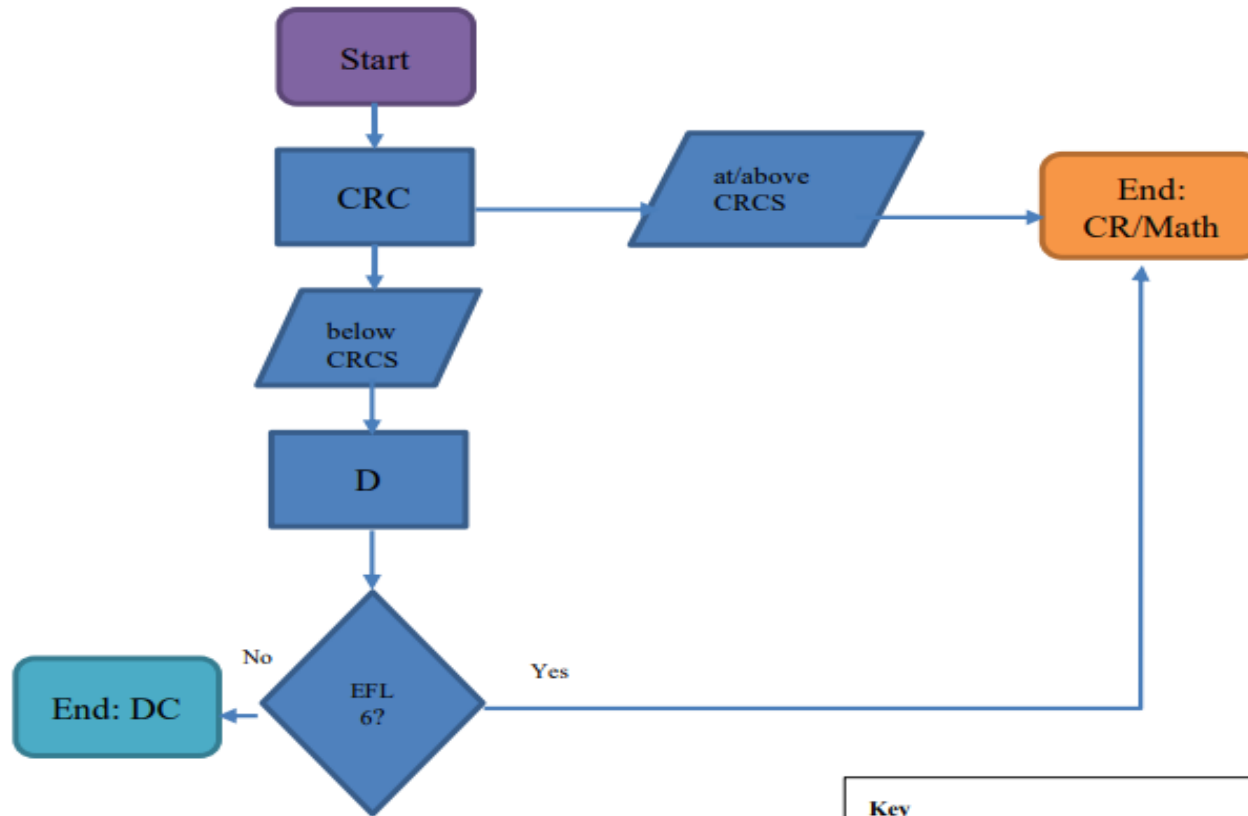 Start
CRC
at/above
CRCS
End:
CR/Math
below
CRCS
D
No
Yes
EFL
6?
End: DC
Key